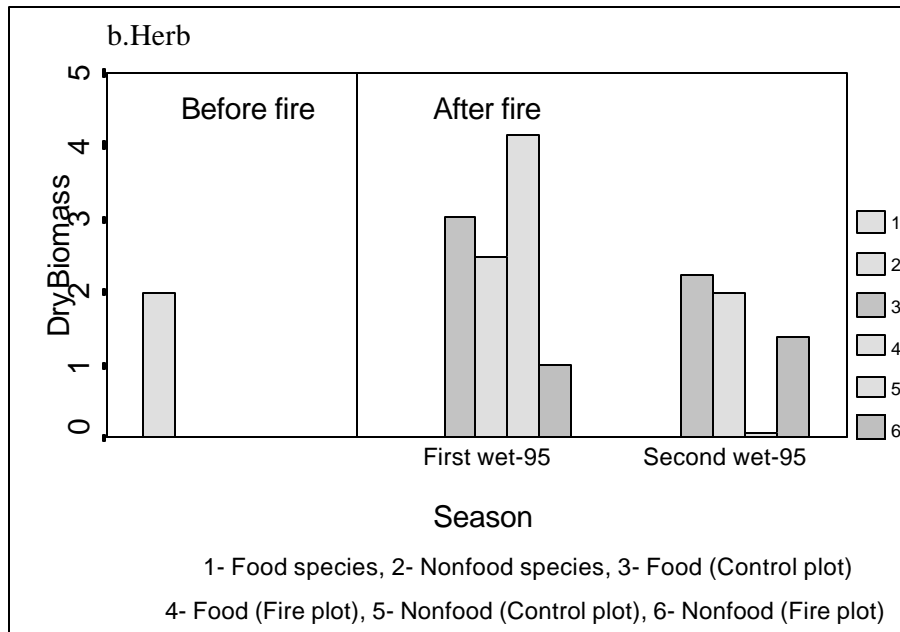 b.Herb
Before fire
After fire
5
4
3
2
1
0
Dry Biomass
First wet-95
Second wet-95
Season
1
2
3
4
5
6
1- Food species, 2- Nonfood species, 3- Food (Control plot)
4- Food (Fire plot), 5- Nonfood (Control plot), 6- Nonfood (Fire plot)